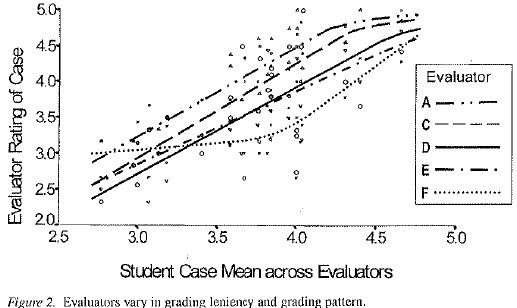 5.0
4.5
4.0
3.5
3.0
2.5
2.0
Evaluator Rating of Case
2.5
3.0
3.5
4.0
4.5
5.0
Student Case Mean across Evaluators
Evaluator
A
C
D
E
F
Figure 2. Evaluators vary in grading leniency and grading pattern.